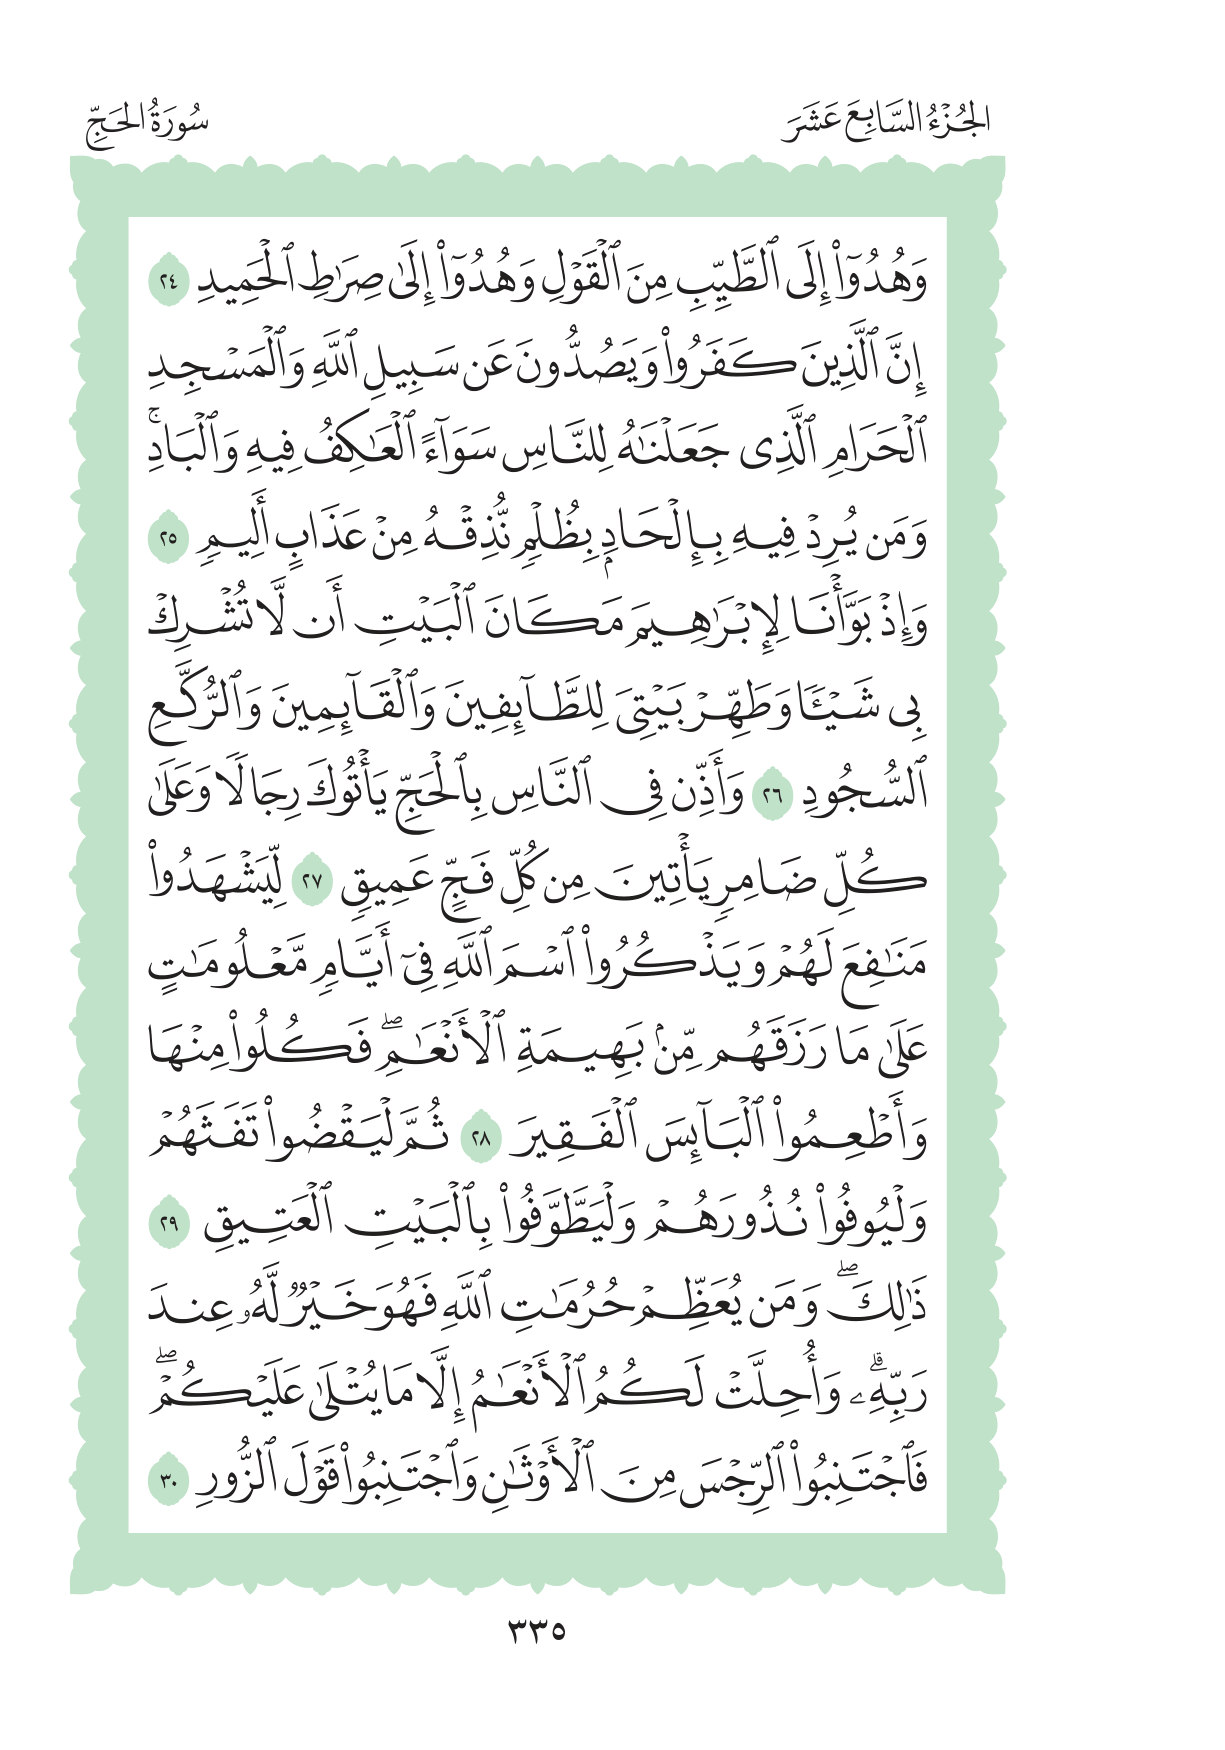 الجُزْءُ السَّابِعَ عَشَرَ
سُورَةُ الحَجِّ
وَهُدُوٓاْ إِلَى ٱلطَّيِّبِ مِنَ ٱلْقَوْلِ وَهُدُوٓاْ إِلَىٰ صِرَٰطِ ٱلْحَمِيدِ ٢٤
إِنَّ ٱلَّذِينَ كَفَرُواْ وَيَصُدُّونَ عَن سَبِيلِ ٱللَّهِ وَٱلْمَسْجِدِ
ٱلْحَرَامِ ٱلَّذِى جَعَلْنَٰهُ لِلنَّاسِ سَوَآءً ٱلْعَٰكِفُ فِيهِ وَٱلْبَادِۚ
وَمَن يُرِدْ فِيهِ بِإِلْحَادٍۭ بِظُلْمٍ نُّذِقْهُ مِنْ عَذَابٍ أَلِيمٍ ٢٥
وَإِذْ بَوَّأْنَا لِإِبْرَٰهِيمَ مَكَانَ ٱلْبَيْتِ أَن لَّا تُشْرِكْ
بِى شَيْـًٔا وَطَهِّرْ بَيْتِىَ لِلطَّآئِفِينَ وَٱلْقَآئِمِينَ وَٱلرُّكَّعِ
ٱلسُّجُودِ ٢٦ وَأَذِّن فِى ٱلنَّاسِ بِٱلْحَجِّ يَأْتُوكَ رِجَالًا وَعَلَىٰ
كُلِّ ضَامِرٍ يَأْتِينَ مِن كُلِّ فَجٍّ عَمِيقٍ ٢٧ لِّيَشْهَدُواْ
مَنَٰفِعَ لَهُمْ وَيَذْكُرُواْ ٱسْمَ ٱللَّهِ فِىٓ أَيَّامٍ مَّعْلُومَٰتٍ
عَلَىٰ مَا رَزَقَهُم مِّنۢ بَهِيمَةِ ٱلْأَنْعَٰمِۖ فَكُلُواْ مِنْهَا
وَأَطْعِمُواْ ٱلْبَآئِسَ ٱلْفَقِيرَ ٢٨ ثُمَّ لْيَقْضُواْ تَفَثَهُمْ
وَلْيُوفُواْ نُذُورَهُمْ وَلْيَطَّوَّفُواْ بِٱلْبَيْتِ ٱلْعَتِيقِ ٢٩
ذَٰلِكَۖ وَمَن يُعَظِّمْ حُرُمَٰتِ ٱللَّهِ فَهُوَ خَيْرٌ لَّهُۥ عِندَ
رَبِّهِۦۗ وَأُحِلَّتْ لَكُمُ ٱلْأَنْعَٰمُ إِلَّا مَا يُتْلَىٰ عَلَيْكُمْۖ
فَٱجْتَنِبُواْ ٱلرِّجْسَ مِنَ ٱلْأَوْثَٰنِ وَٱجْتَنِبُواْ قَوْلَ ٱلزُّورِ ٣٠
٣٣٥